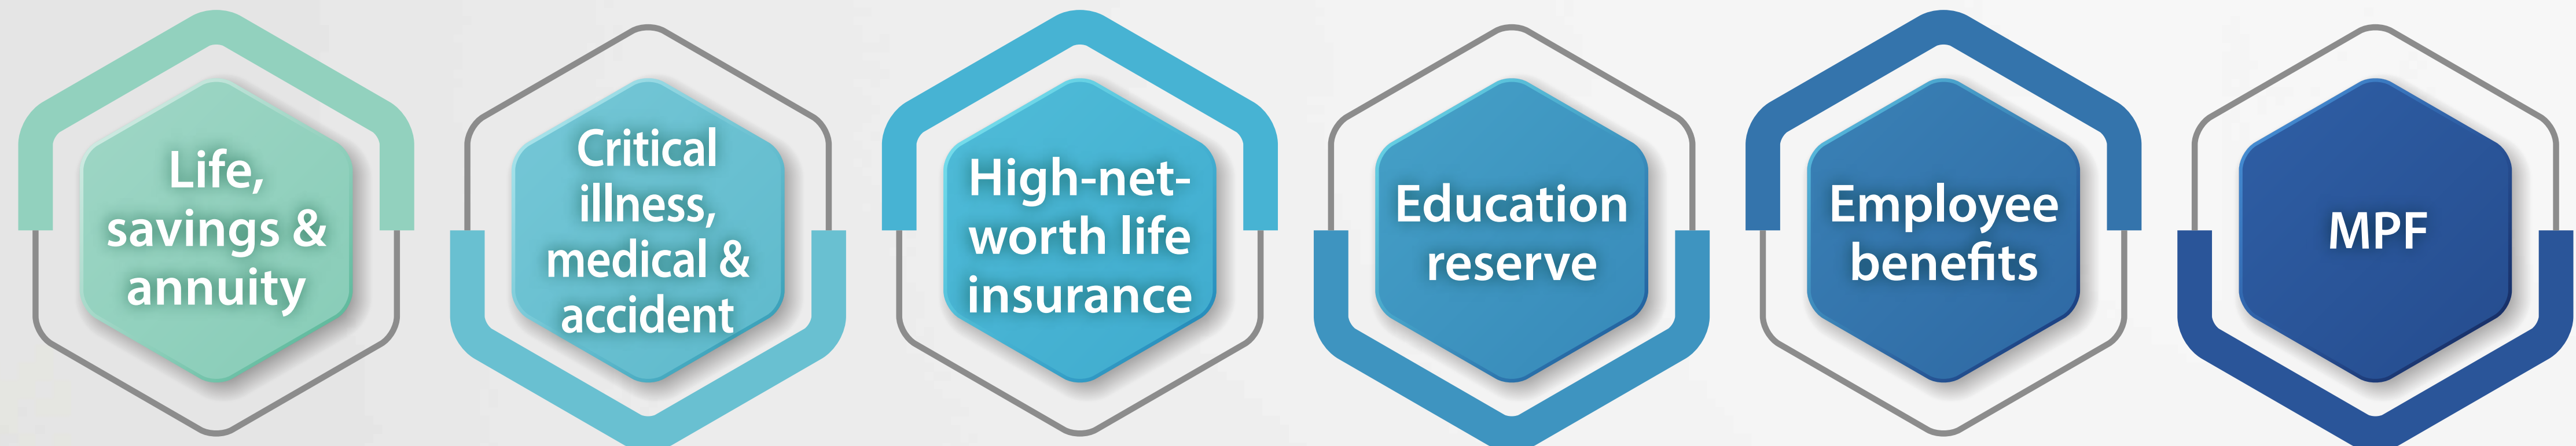 Life,
savings &
annuity
Critical
illness,
medical &
accident
High-net-
worth life
insurance
Education
reserve
Employee
benefits
MPF